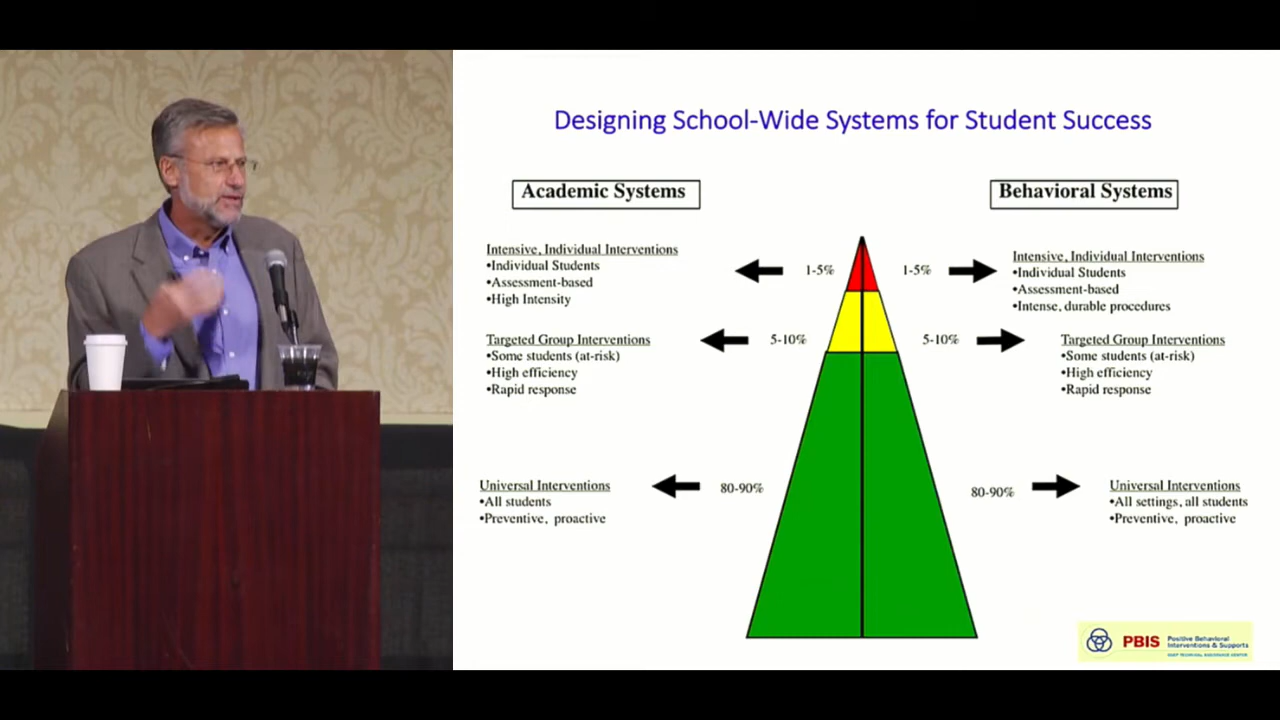 Designing School-Wide Systems for Student Success
Academic Systems
Intensive, Individual Interventions
•Individual Students
•Assessment-based
•High Intensity
1-5%
Targeted Group Interventions
•Some students (at-risk)
•High efficiency
•Rapid response
5-10%
Universal Interventions
•All students
•Preventive, proactive
80-90%
Behavioral Systems
1-5%
Intensive, Individual Interventions
•Individual Students
•Assessment-based
•Intense, durable procedures
5-10%
Targeted Group Interventions
•Some students (at-risk)
•High efficiency
•Rapid response
80-90%
Universal Interventions
•All settings, all students
•Preventive, proactive
PBIS
Positive Behavioral
Interventions & Supports
OSEP TECHNICAL ASSISTANCE CENTER